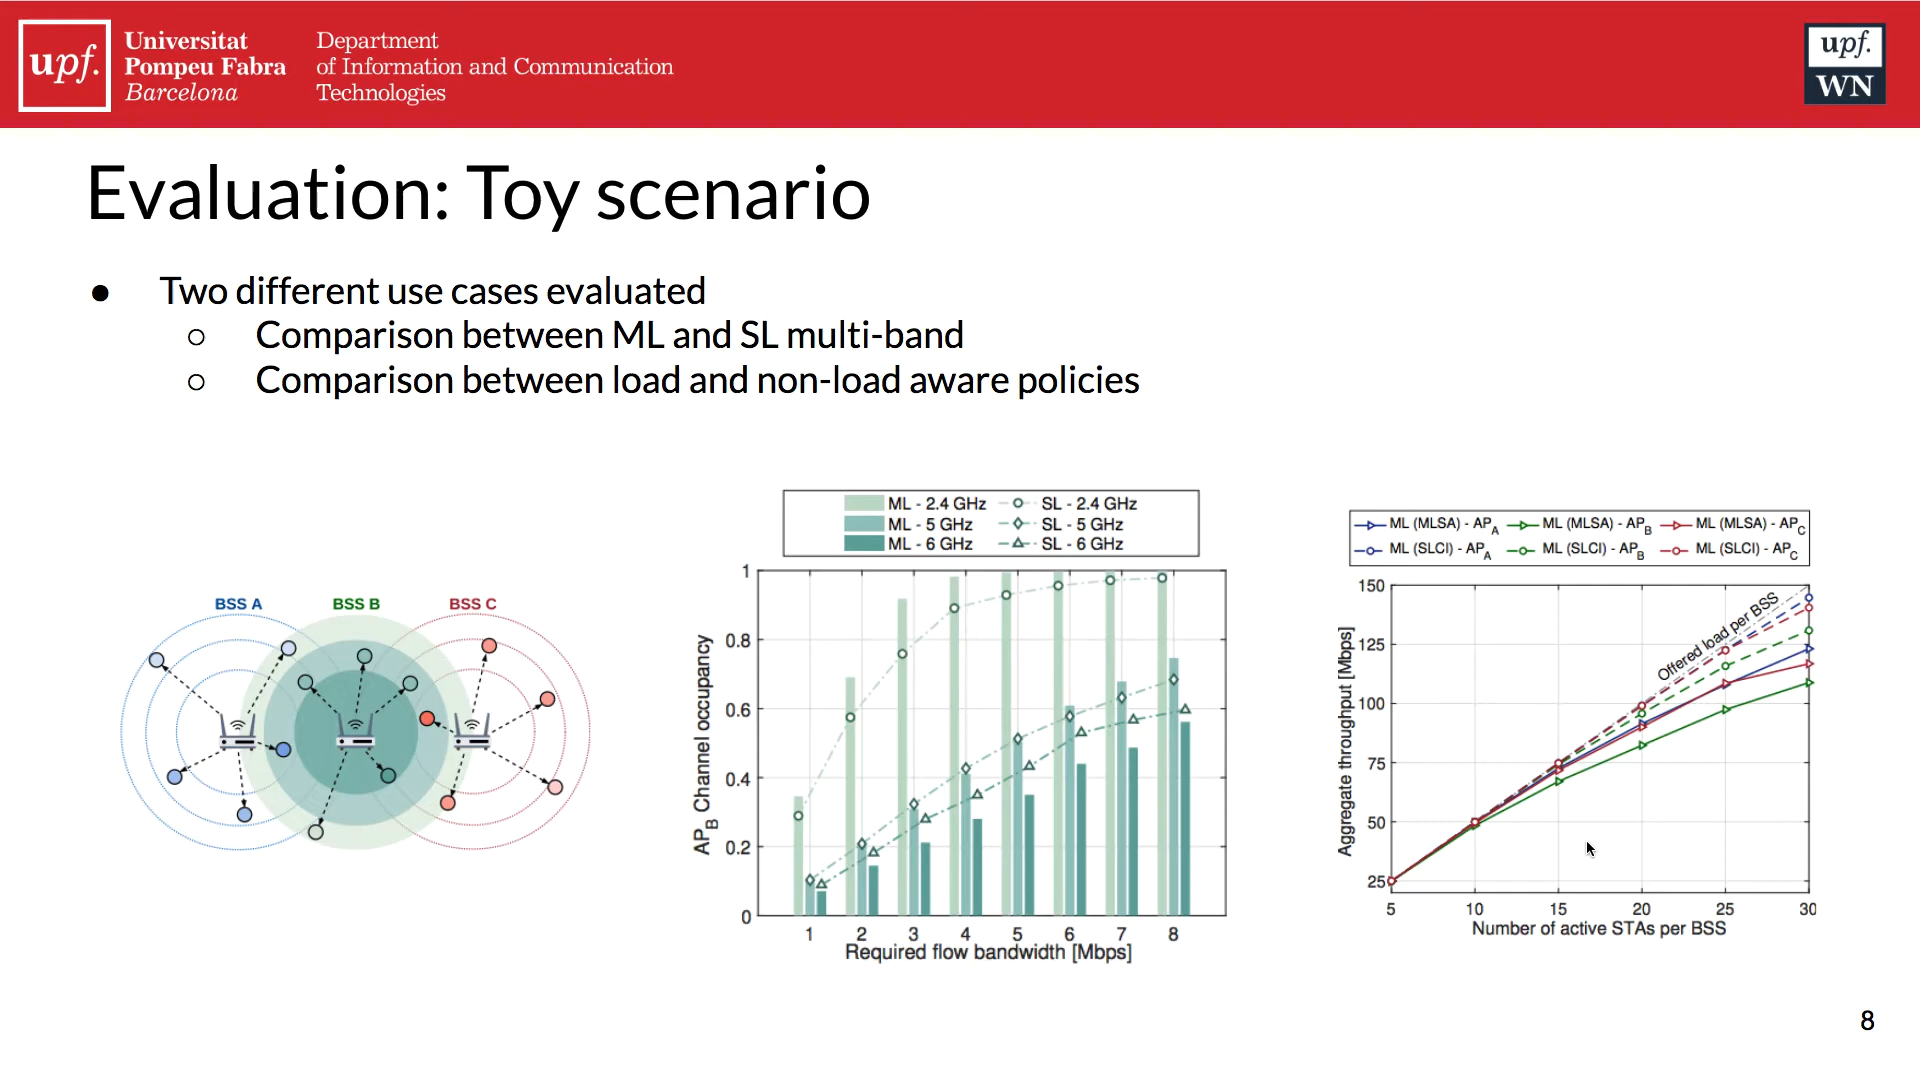 upf.
Universitat
Pompeu Fabra
Barcelona
Department
of Information and Communication
Technologies
upf.
WN
Evaluation: Toy scenario
● Two different use cases evaluated
○ Comparison between ML and SL multi-band
○ Comparison between load and non-load aware policies
BSS A BSS B BSS C
ML - 2.4 GHz SL - 2.4 GHz
ML - 5 GHz SL - 5 GHz
ML - 6 GHz SL - 6 GHz
AP_B Channel occupancy
1
0.8
0.6
0.4
0.2
0
1 2 3 4 5 6 7 8
Required flow bandwidth [Mbps]
ML (MLSA) - AP_A ML (MLSA) - AP_B ML (MLSA) - AP_C
ML (SLCI) - AP_A ML (SLCI) - AP_B ML (SLCI) - AP_C
Aggregate throughput [Mbps]
150
125
100
75
50
25
Offered load per BSS
5 10 15 20 25 30
Number of active STAs per BSS
8